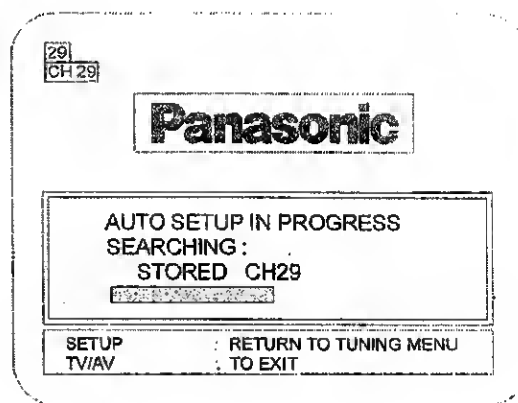 29
CH 29
Panasonic
AUTO SETUP IN PROGRESS
SEARCHING :
STORED CH29
SETUP : RETURN TO TUNING MENU
TV/AV : TO EXIT